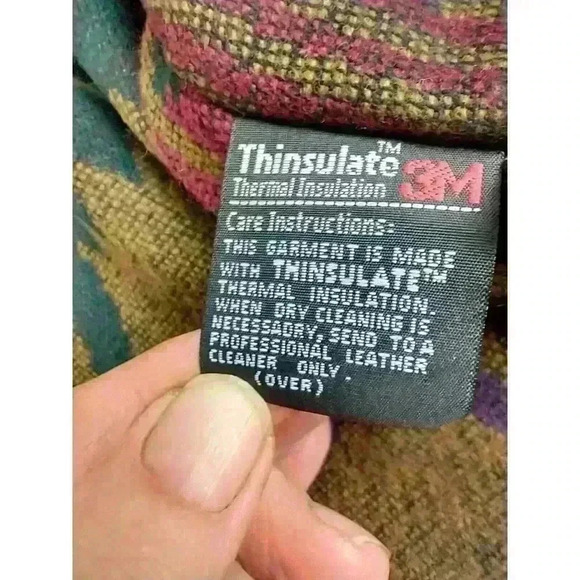 Thinsulate™ 3M
Thermal Insulation
Care Instructions:
THIS GARMENT IS MADE
WITH THINSULATE™
THERMAL INSULATION.
WHEN DRY CLEANING IS
NECESSADRY, SEND TO A
PROFESSIONAL LEATHER
CLEANER ONLY.
(OVER)